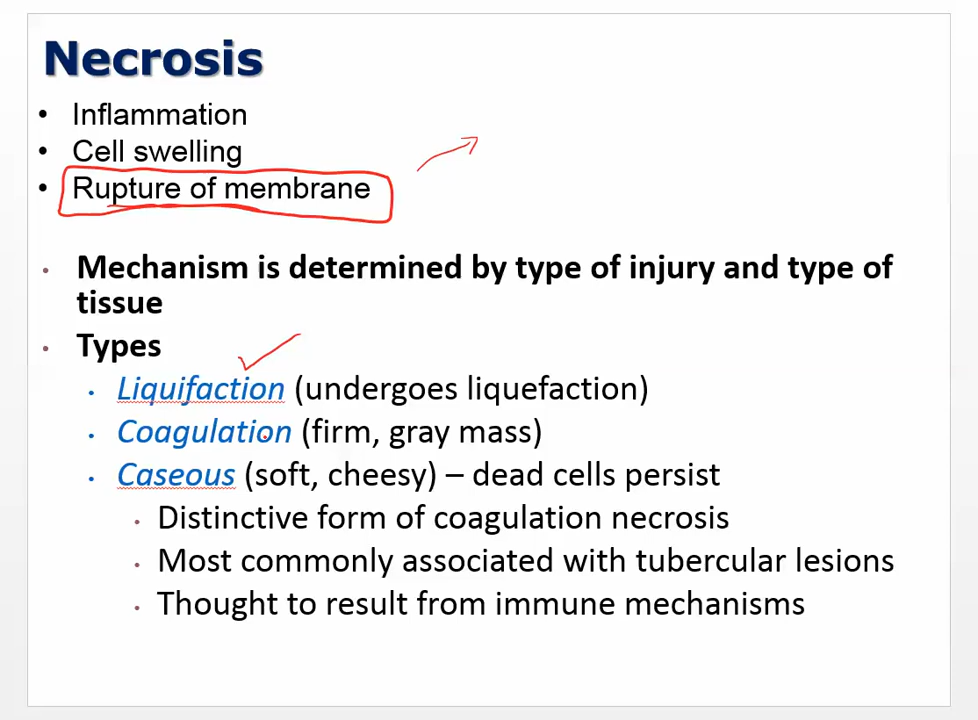 Necrosis
• Inflammation
• Cell swelling
• Rupture of membrane
• Mechanism is determined by type of injury and type of
tissue
• Types
• Liquifaction (undergoes liquefaction)
• Coagulation (firm, gray mass)
• Caseous (soft, cheesy) – dead cells persist
• Distinctive form of coagulation necrosis
• Most commonly associated with tubercular lesions
• Thought to result from immune mechanisms